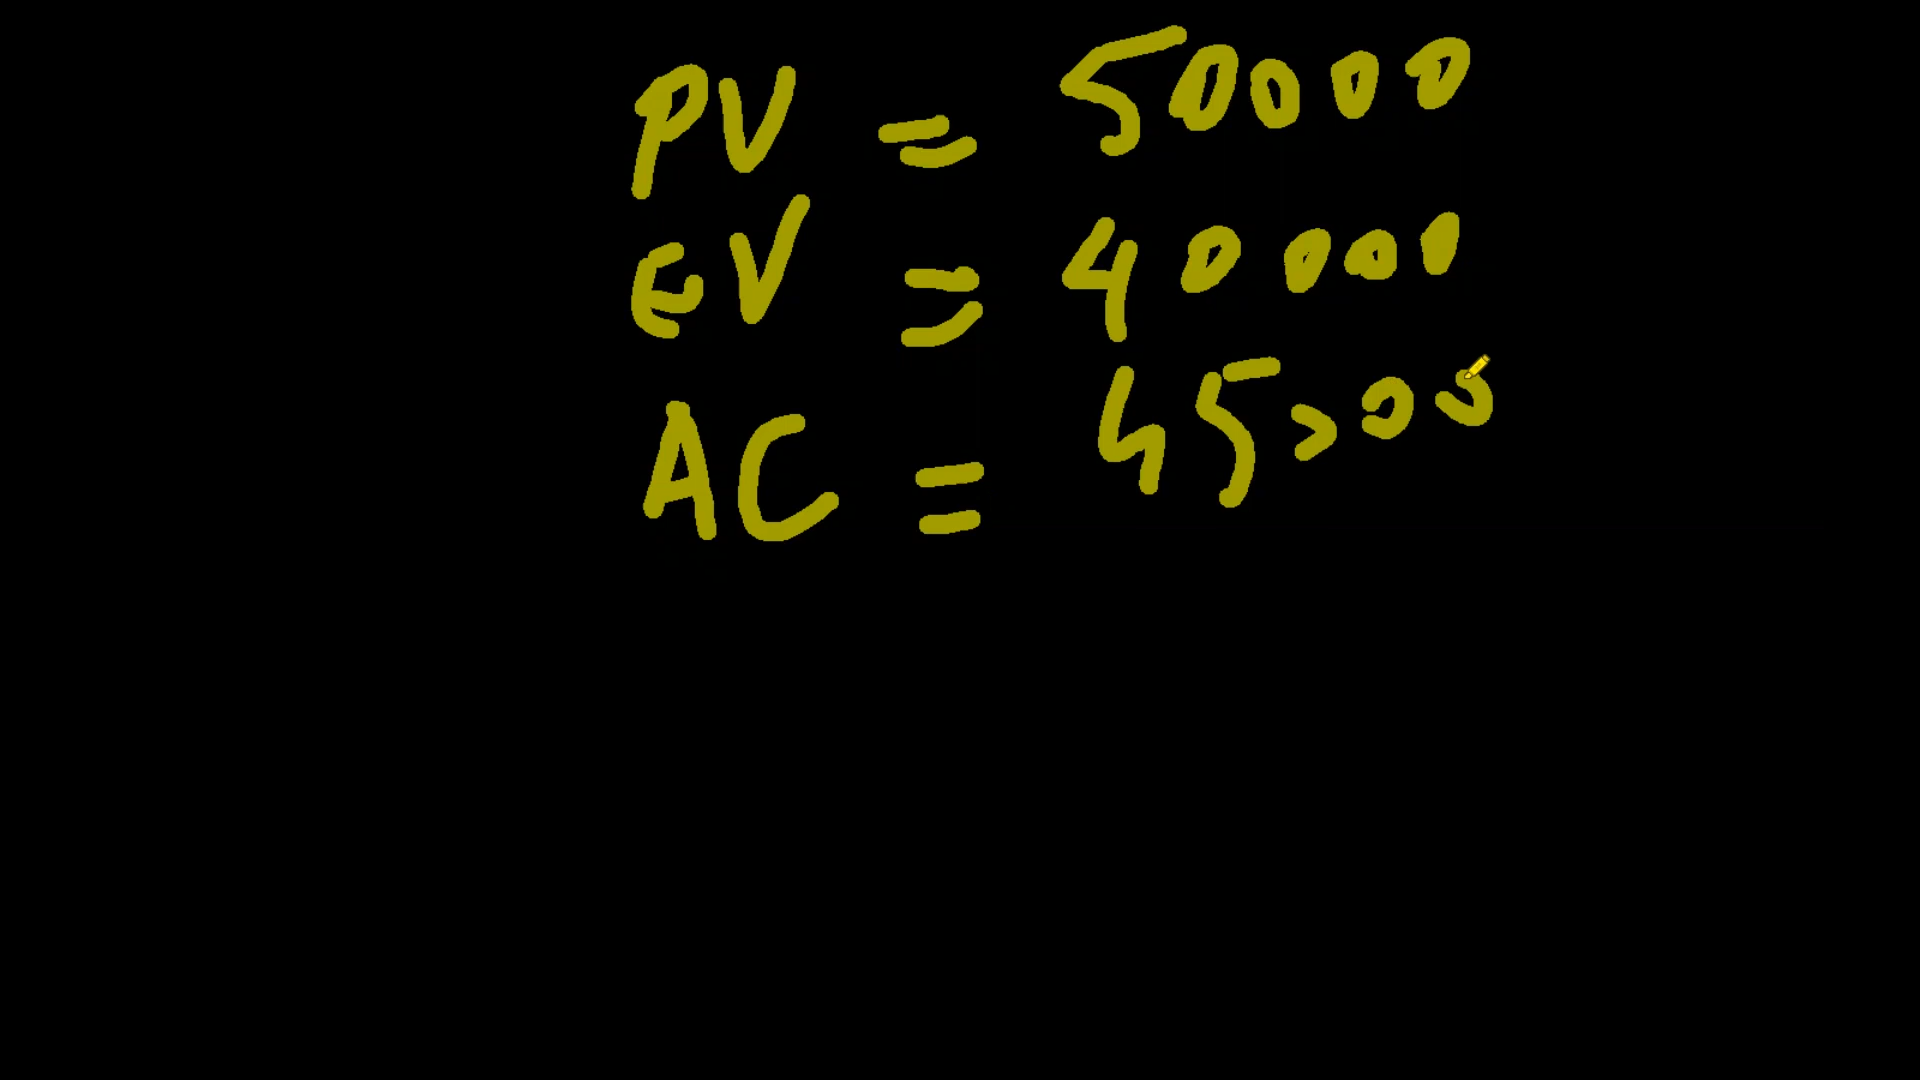 PV = 50000
EV = 40000
AC = 45000